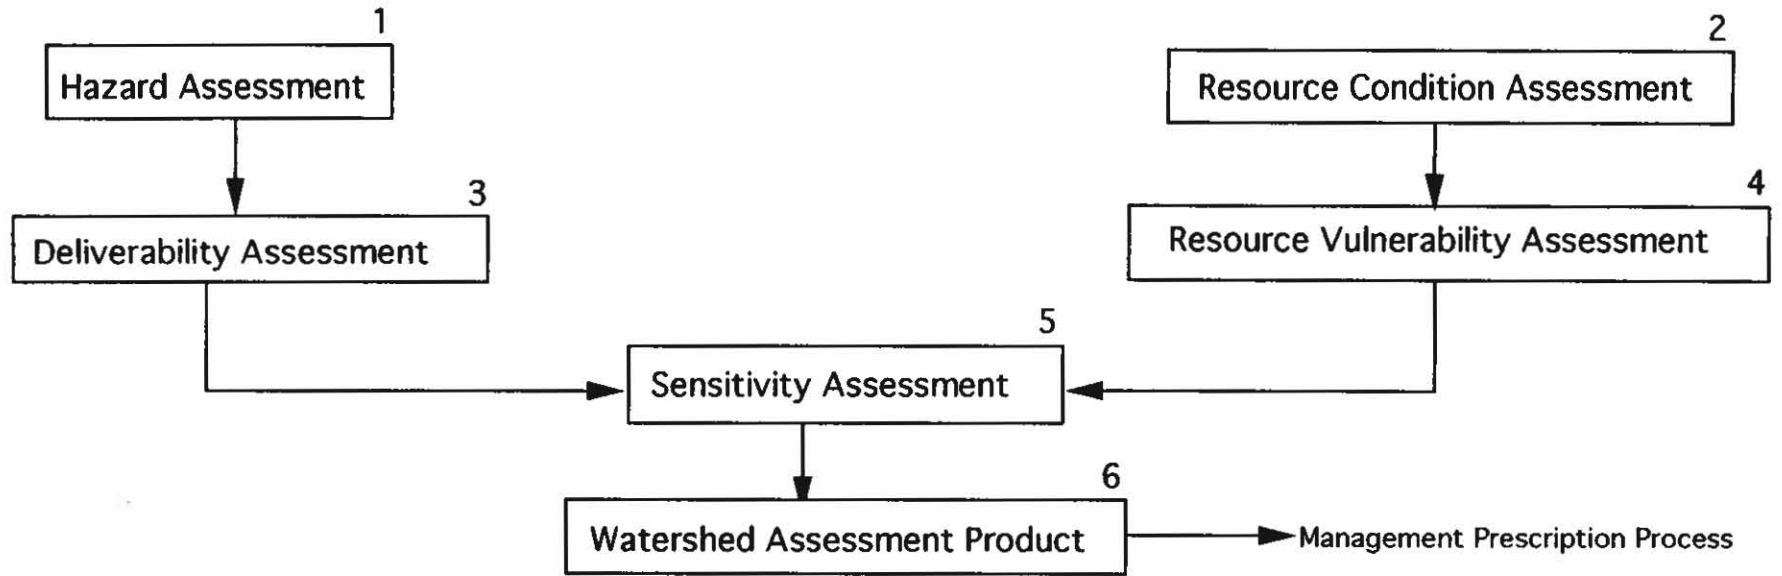 1
Hazard Assessment
2
Resource Condition Assessment
3
Deliverability Assessment
4
Resource Vulnerability Assessment
5
Sensitivity Assessment
6
Watershed Assessment Product
Management Prescription Process